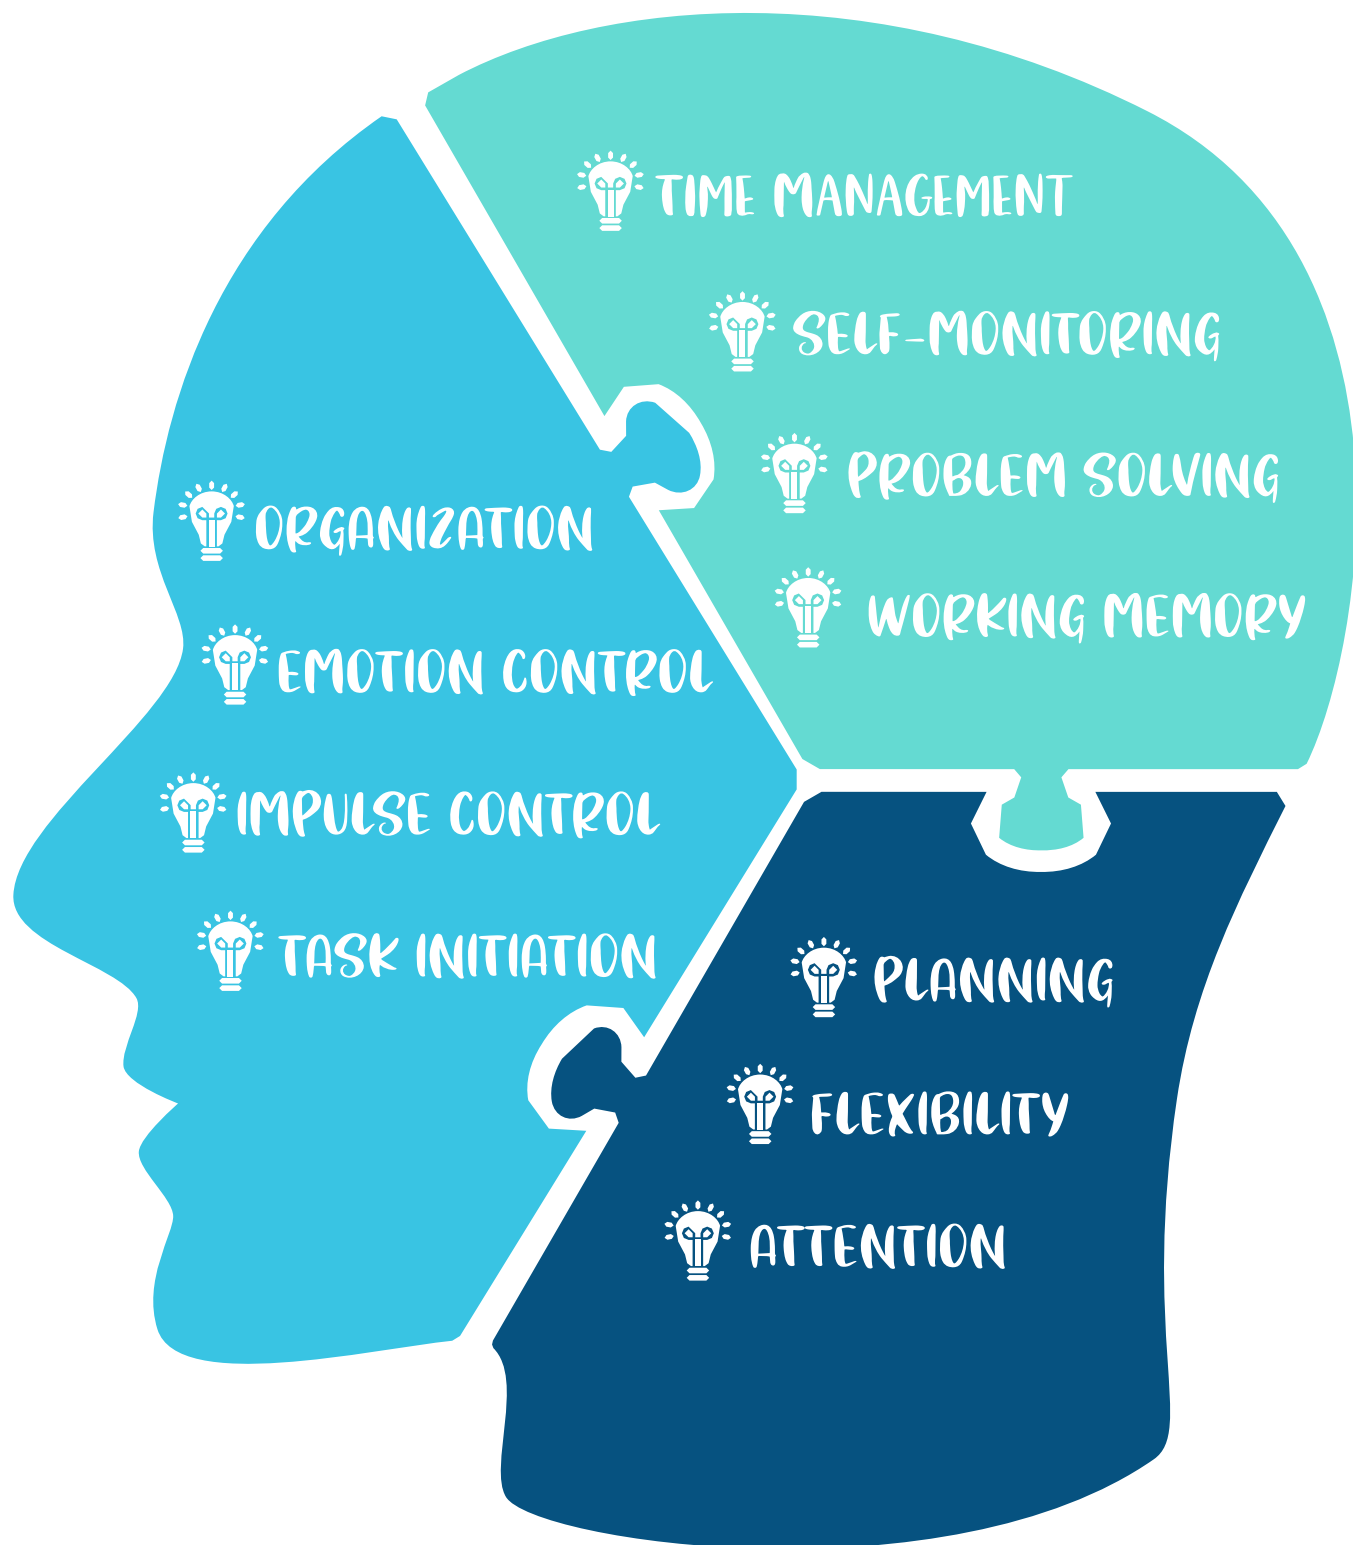 TIME MANAGEMENT
SELF-MONITORING
PROBLEM SOLVING
WORKING MEMORY
ORGANIZATION
EMOTION CONTROL
IMPULSE CONTROL
TASK INITIATION
PLANNING
FLEXIBILITY
ATTENTION